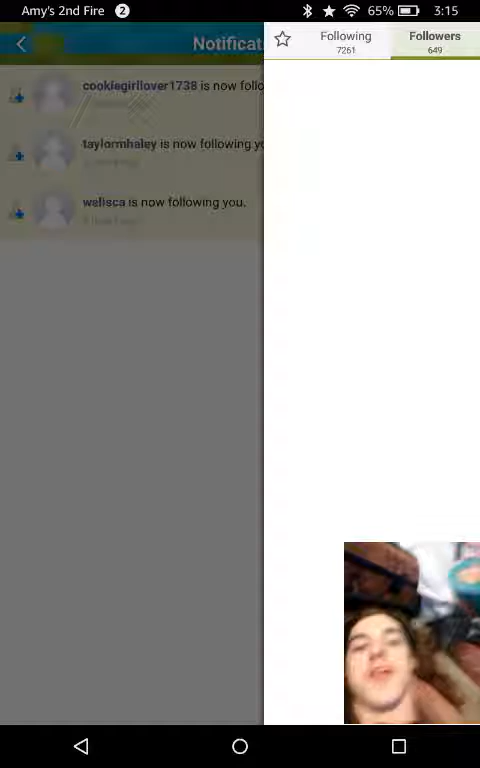 Amy's 2nd Fire 2 65% 3:15
Notificat
Following Followers
7261 649
cookiegirllover1738 is now follo
taylormhaley is now following yo
welisca is now following you.